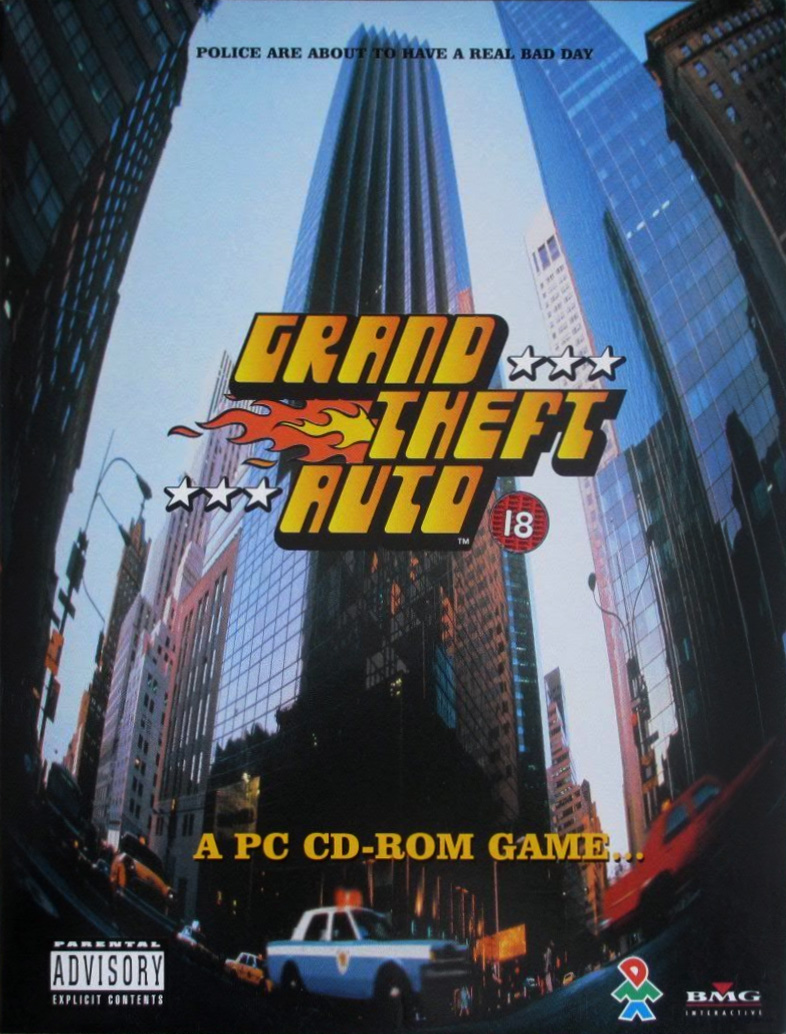 POLICE ARE ABOUT TO HAVE A REAL BAD DAY
GRAND
THEFT
AUTO
TM
18
A PC CD-ROM GAME...
PARENTAL
ADVISORY
EXPLICIT CONTENTS
BMG
INTERACTIVE